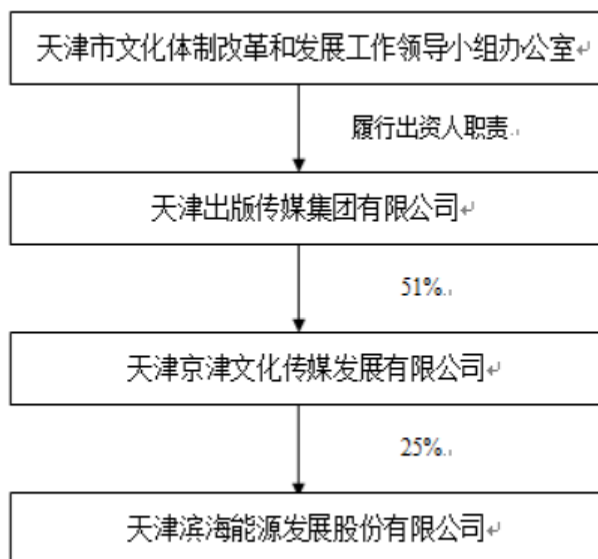 天津市文化体制改革和发展工作领导小组办公室
履行出资人职责
天津出版传媒集团有限公司
51%
天津京津文化传媒发展有限公司
25%
天津滨海能源发展股份有限公司